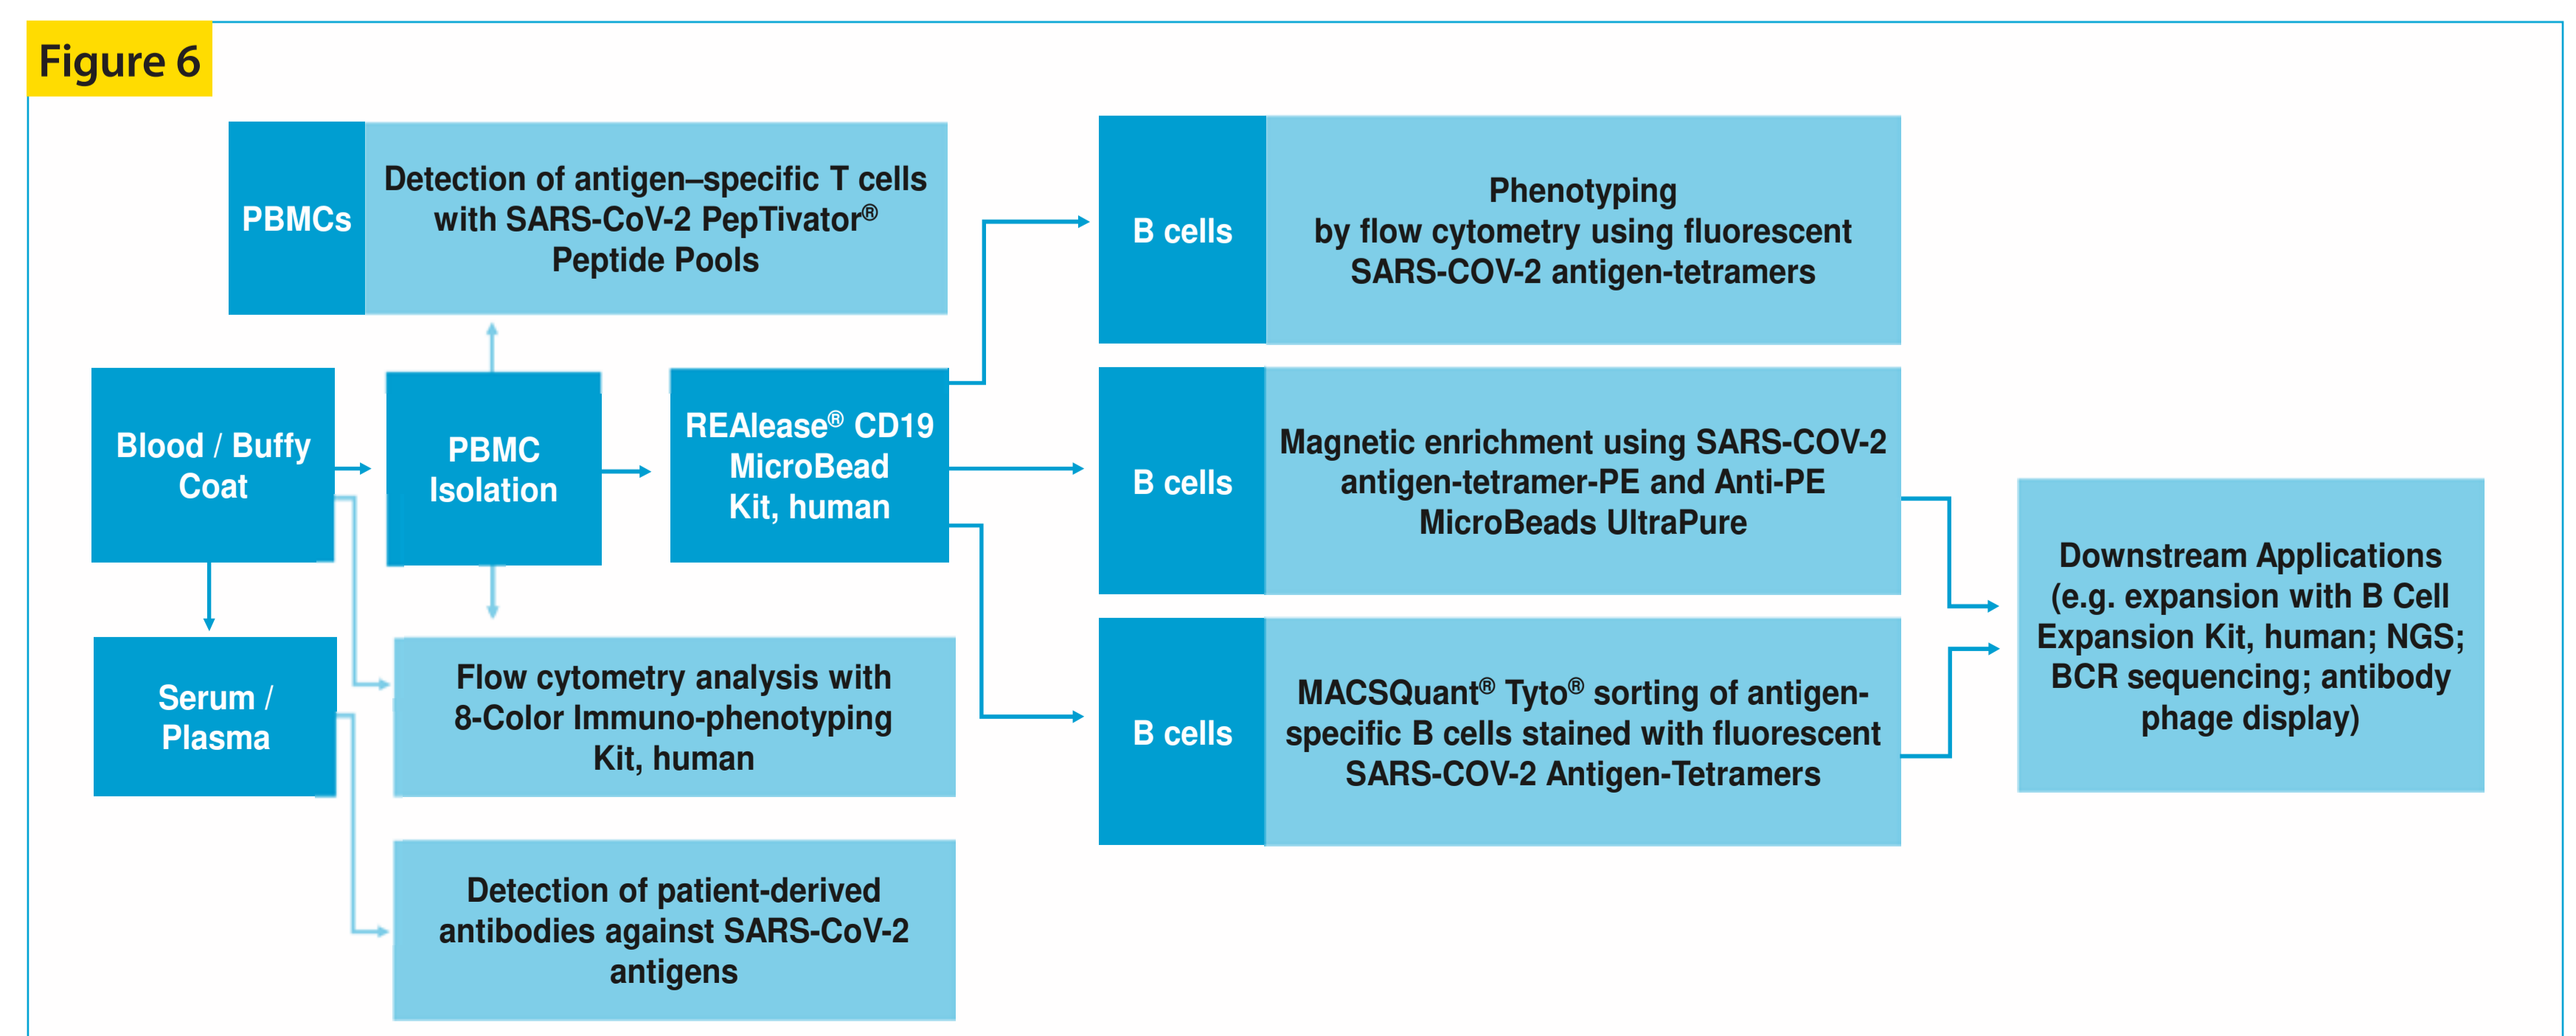 Figure 6
PBMCs
Detection of antigen–specific T cells
with SARS-CoV-2 PepTivator®
Peptide Pools
Blood / Buffy
Coat
PBMC
Isolation
REAlease® CD19
MicroBead
Kit, human
Serum /
Plasma
Flow cytometry analysis with
8-Color Immuno-phenotyping
Kit, human
Detection of patient-derived
antibodies against SARS-CoV-2
antigens
B cells
Phenotyping
by flow cytometry using fluorescent
SARS-COV-2 antigen-tetramers
B cells
Magnetic enrichment using SARS-COV-2
antigen-tetramer-PE and Anti-PE
MicroBeads UltraPure
B cells
MACSQuant® Tyto® sorting of antigen-
specific B cells stained with fluorescent
SARS-COV-2 Antigen-Tetramers
Downstream Applications
(e.g. expansion with B Cell
Expansion Kit, human; NGS;
BCR sequencing; antibody
phage display)